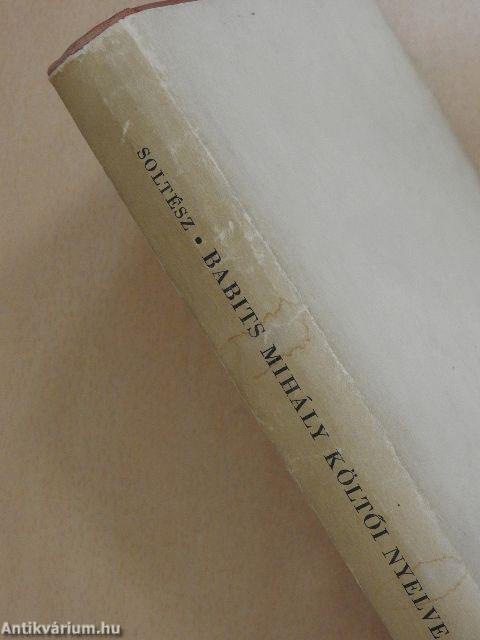 SOLTÉSZ • BABITS MIHÁLY KÖLTŐI NYELVE
Antikvárium.hu